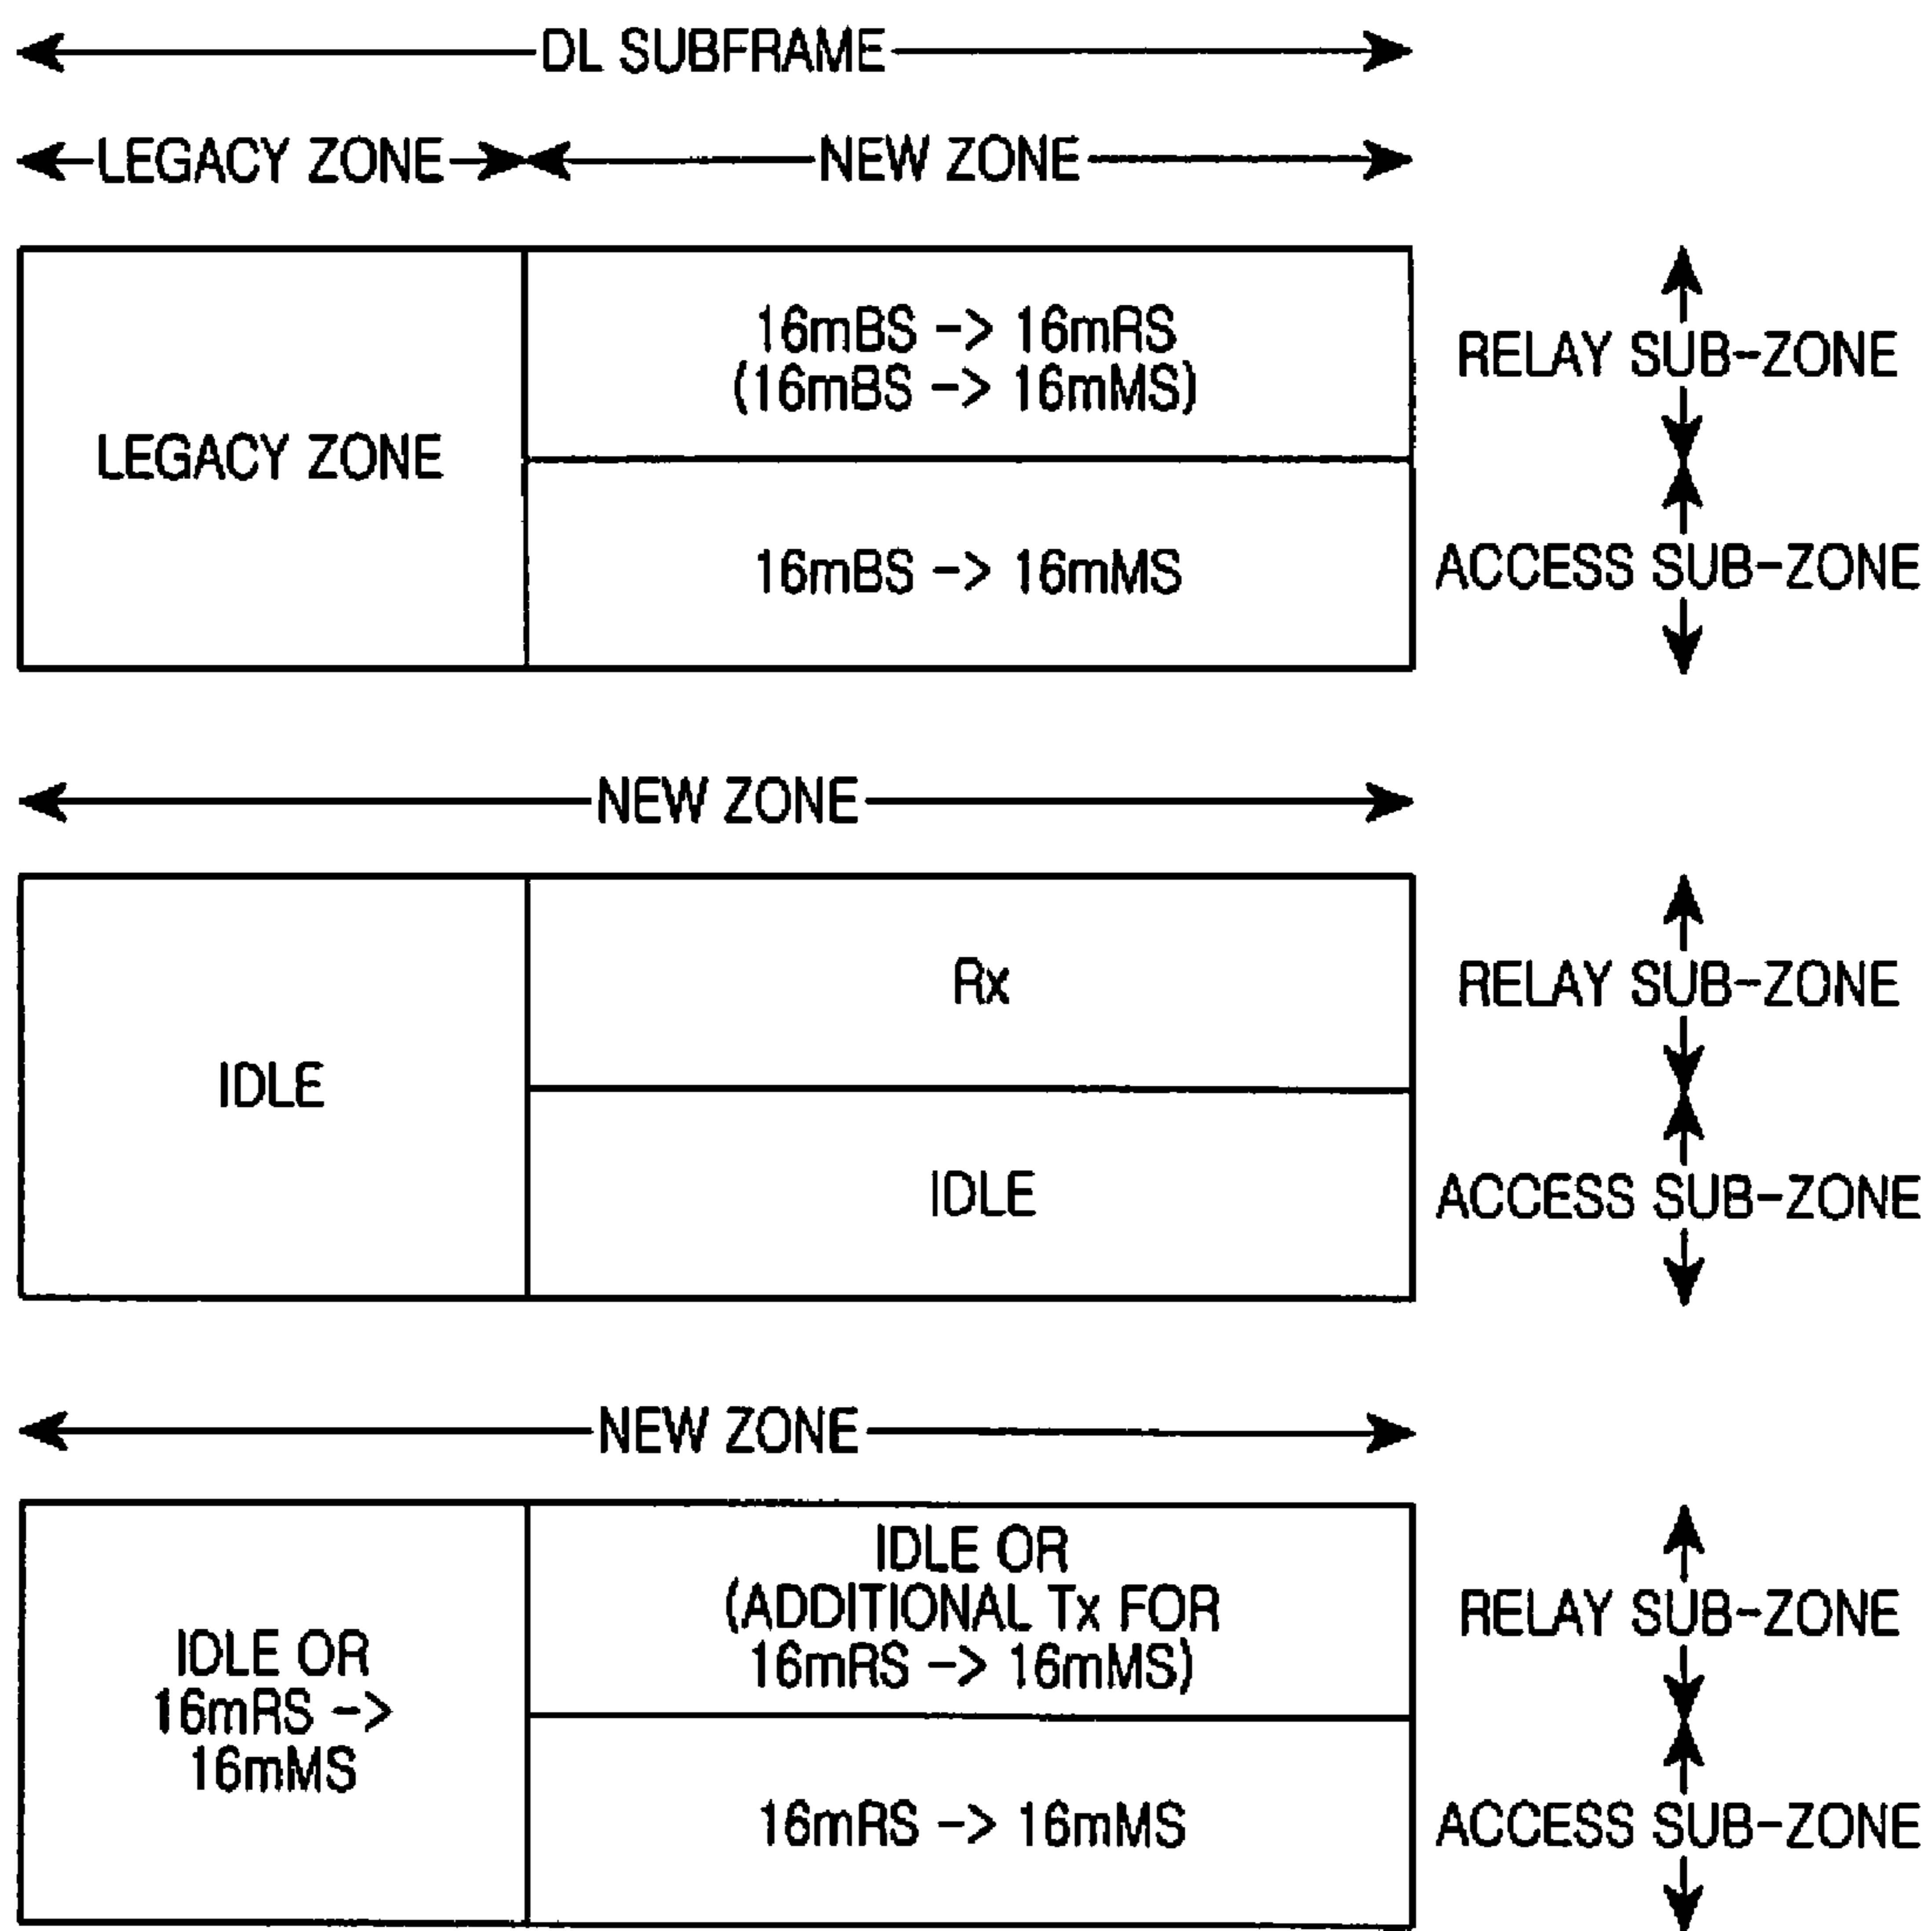 DL SUBFRAME
LEGACY ZONE NEW ZONE
LEGACY ZONE
16mBS -> 16mRS
(16mBS -> 16mMS)
RELAY SUB-ZONE
16mBS -> 16mMS
ACCESS SUB-ZONE
NEW ZONE
IDLE
Rx
RELAY SUB-ZONE
IDLE
ACCESS SUB-ZONE
NEW ZONE
IDLE OR
16mRS ->
16mMS
IDLE OR
(ADDITIONAL Tx FOR
16mRS -> 16mMS)
RELAY SUB-ZONE
16mRS -> 16mMS
ACCESS SUB-ZONE